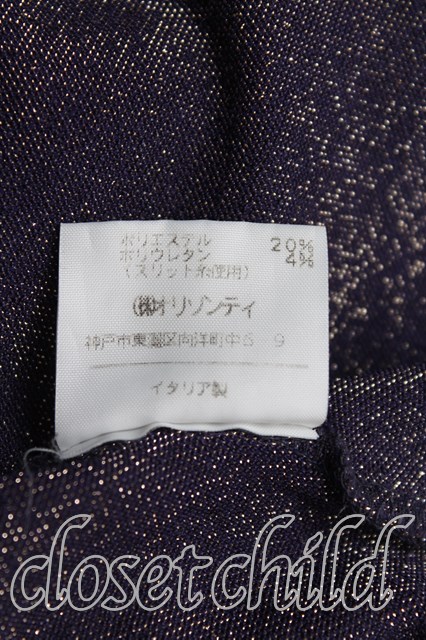 ポリエステル 20%
ポリウレタン 4%
(スリット糸使用)
㈱オリゾンティ
神戸市東灘区向洋町中6 9
イタリア製
closet child